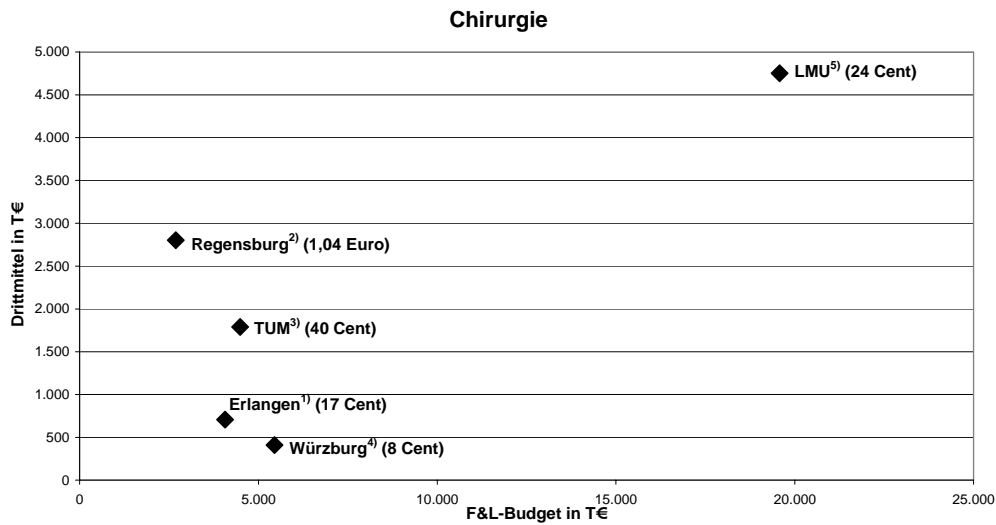 Chirurgie
Drittmittel in T€
5.000
4.500
4.000
3.500
3.000
2.500
2.000
1.500
1.000
500
0
LMU5) (24 Cent)
Regensburg2) (1,04 Euro)
TUM3) (40 Cent)
Erlangen1) (17 Cent)
Würzburg4) (8 Cent)
0 5.000 10.000 15.000 20.000 25.000
F&L-Budget in T€